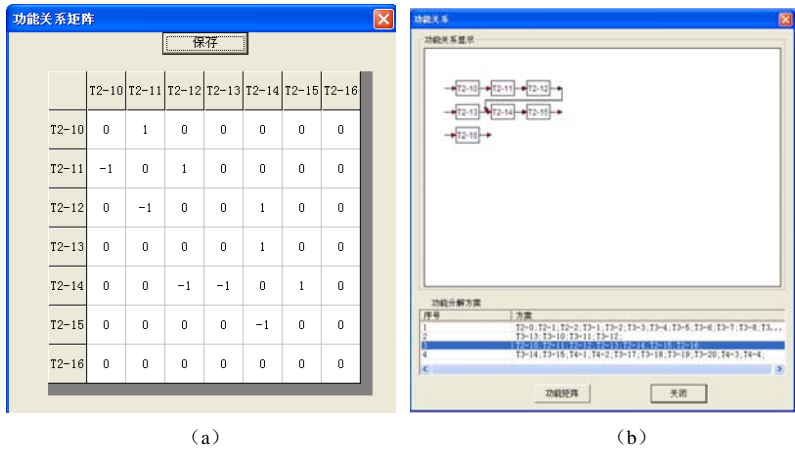 功能关系矩阵
保存
T2-10 T2-11 T2-12 T2-13 T2-14 T2-15 T2-16
T2-10 0 1 0 0 0 0 0
T2-11 -1 0 1 0 0 0 0
T2-12 0 -1 0 0 1 0 0
T2-13 0 0 0 0 1 0 0
T2-14 0 0 -1 -1 0 1 0
T2-15 0 0 0 0 -1 0 0
T2-16 0 0 0 0 0 0 0
(a)
功能关系
功能关系显示
T2-10 T2-11 T2-12
T2-13 T2-14 T2-15
T2-16
功能分解方案
序号 方案
1 T2-0;T2-1;T2-2;T3-1;T3-2;T3-3;T3-4;T3-5;T3-6;T3-7;T3-8;T3...
2 T3-13;T3-10;T3-11;T3-12;
3 T2-10;T2-11;T2-12;T2-13;T2-14;T2-15;T2-16;
4 T3-14;T3-15;T4-1;T4-2;T3-17;T3-18;T3-19;T3-20;T4-3;T4-4;
功能矩阵 关闭
(b)